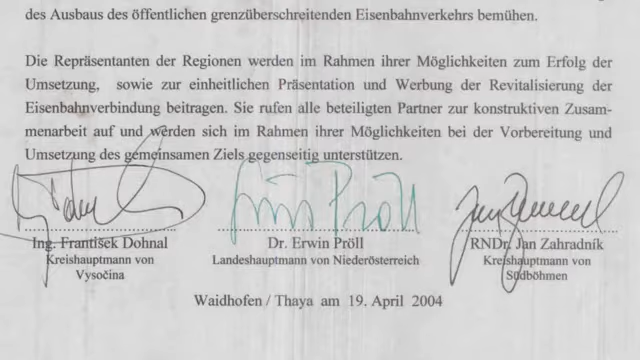 des Ausbaus des öffentlichen grenzüberschreitenden Eisenbahnverkehrs bemühen.
Die Repräsentanten der Regionen werden im Rahmen ihrer Möglichkeiten zum Erfolg der
Umsetzung, sowie zur einheitlichen Präsentation und Werbung der Revitalisierung der
Eisenbahnverbindung beitragen. Sie rufen alle beteiligten Partner zur konstruktiven Zusam-
menarbeit auf und werden sich im Rahmen ihrer Möglichkeiten bei der Vorbereitung und
Umsetzung des gemeinsamen Ziels gegenseitig unterstützen.
Erwin Pröll
Ing. František Dohnal Dr. Erwin Pröll RNDr. Jan Zahradník
Kreishauptmann von Landeshauptmann von Niederösterreich Kreishauptmann von
Vysočina Südböhmen
Waidhofen / Thaya am 19. April 2004